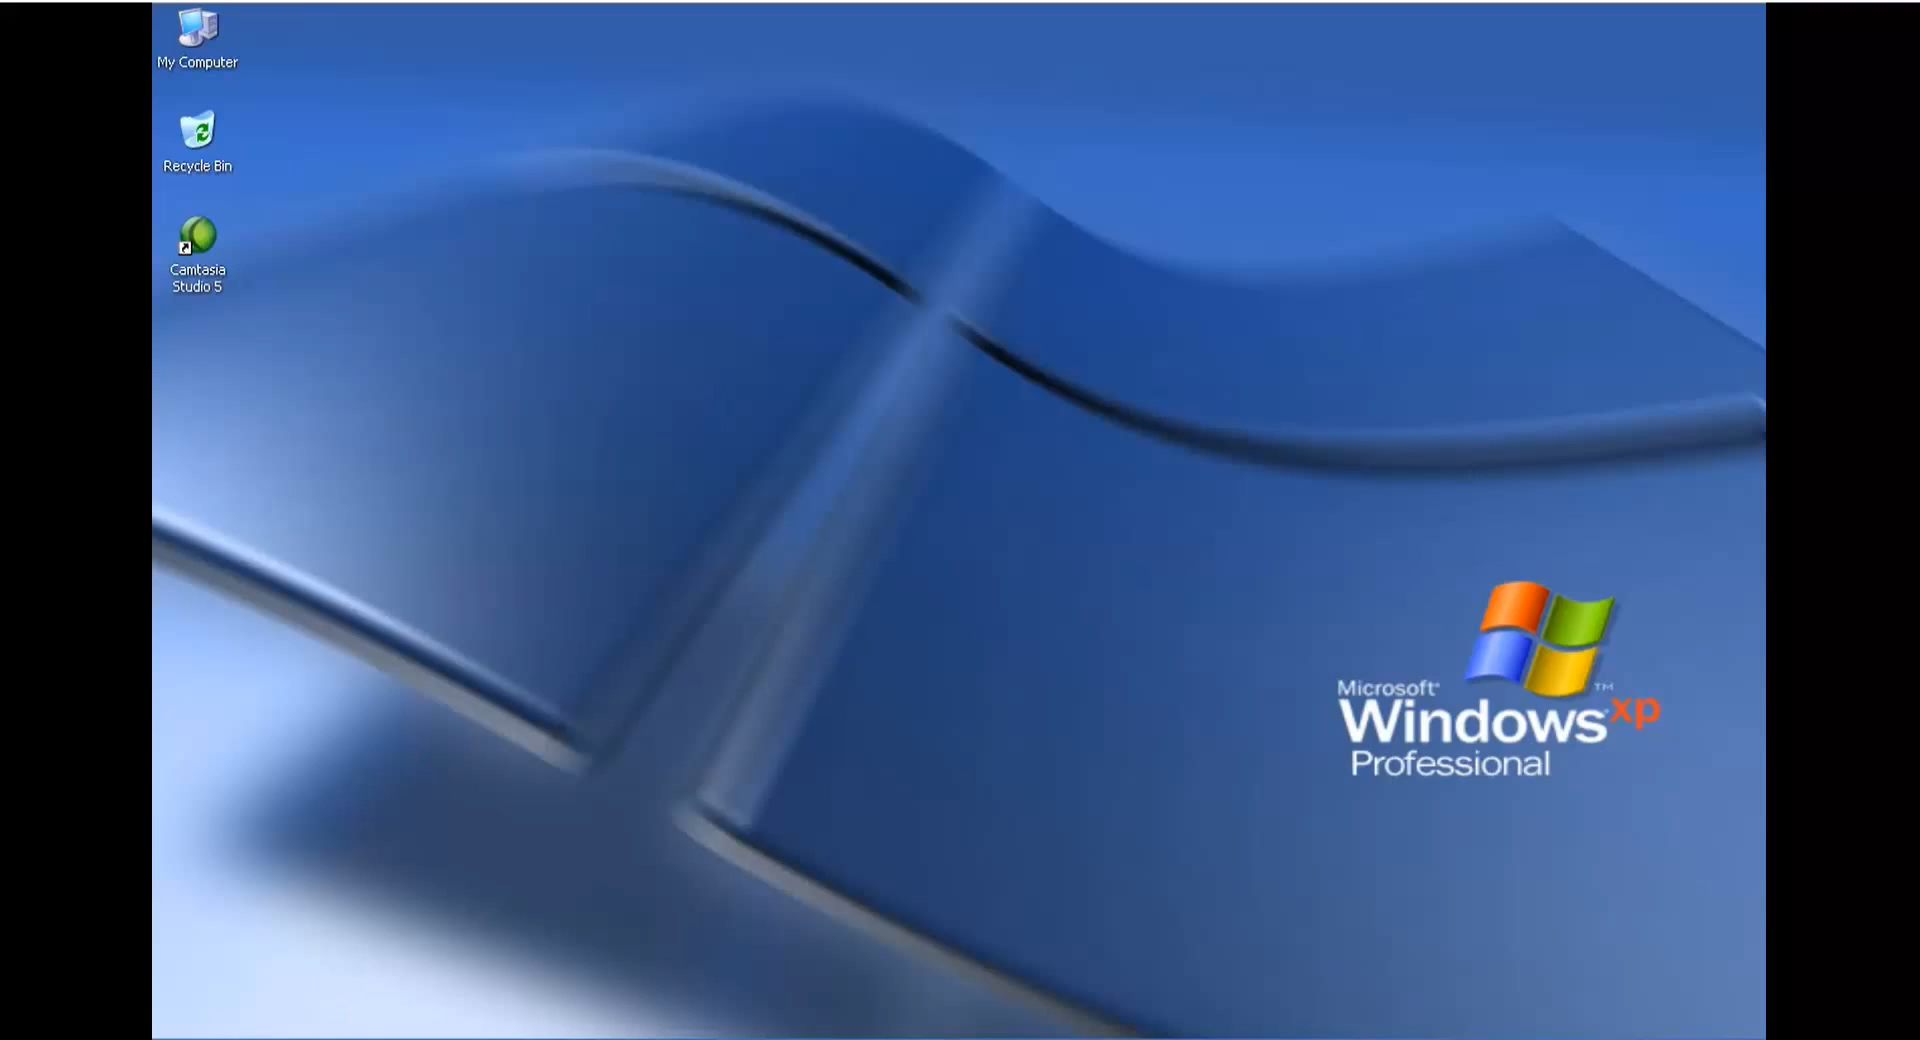 My Computer
Recycle Bin
Camtasia
Studio 5
Microsoft®
Windows xp
Professional
TM